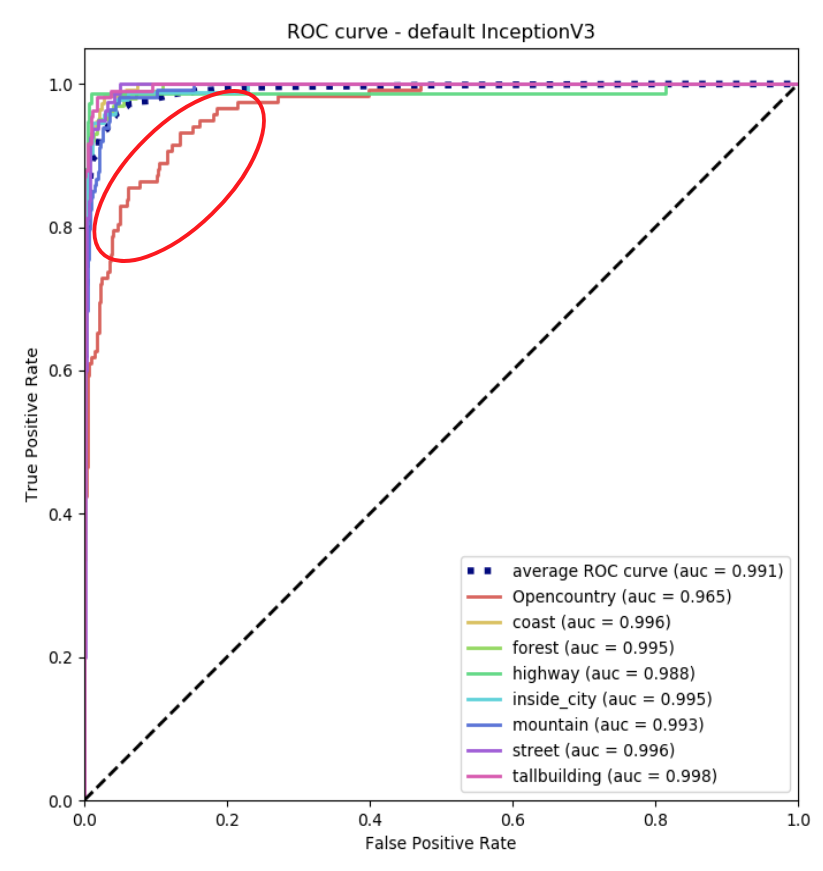 ROC curve - default InceptionV3
True Positive Rate
1.0
0.8
0.6
0.4
0.2
0.0
average ROC curve (auc = 0.991)
Opencountry (auc = 0.965)
coast (auc = 0.996)
forest (auc = 0.995)
highway (auc = 0.988)
inside_city (auc = 0.995)
mountain (auc = 0.993)
street (auc = 0.996)
tallbuilding (auc = 0.998)
0.0 0.2 0.4 0.6 0.8 1.0
False Positive Rate